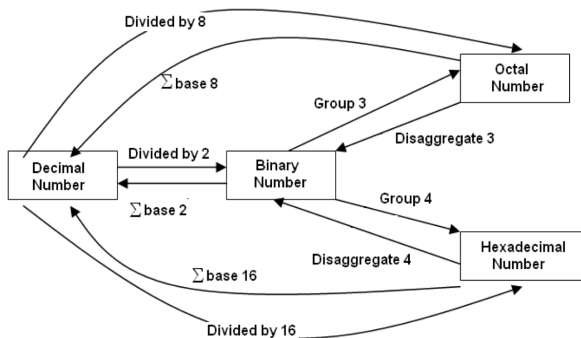 Divided by 8
Octal
Number
∑ base 8
Group 3
Divided by 2
Disaggregate 3
Decimal
Number
Binary
Number
∑ base 2
Group 4
Disaggregate 4
Hexadecimal
Number
∑ base 16
Divided by 16